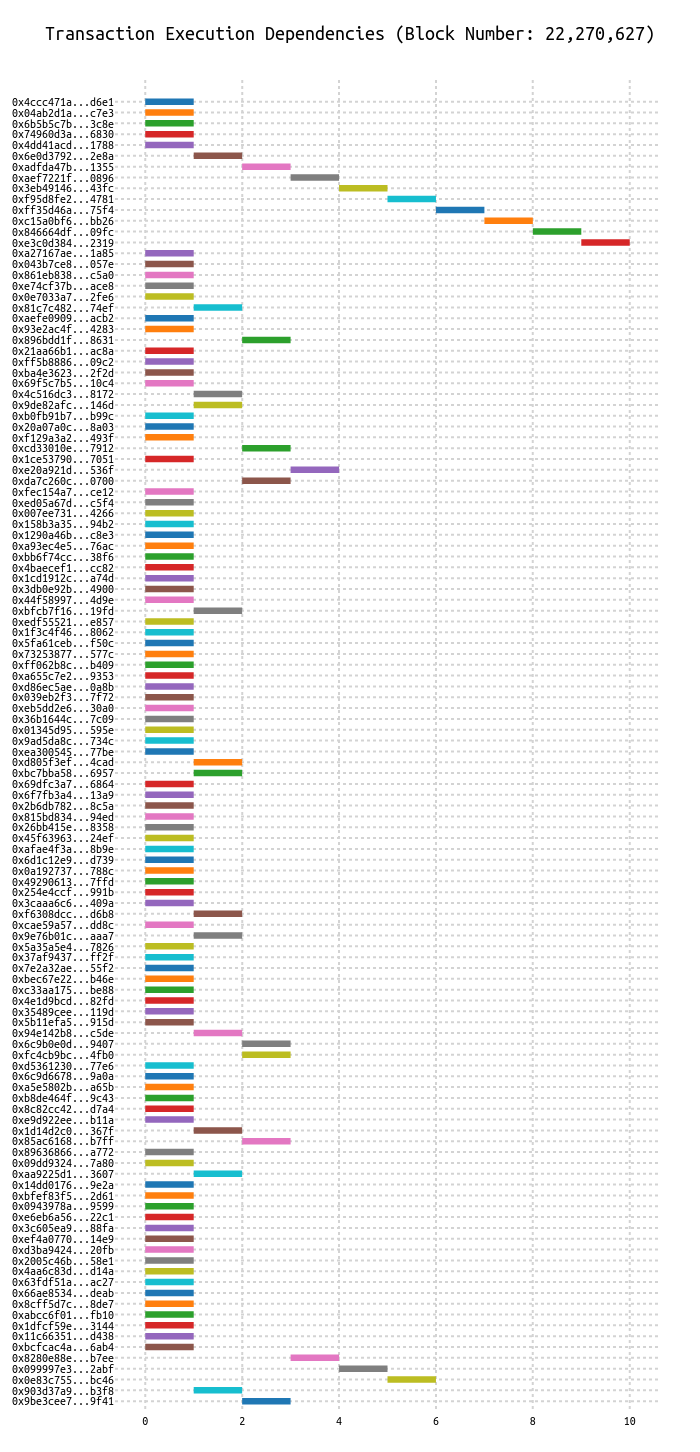 Transaction Execution Dependencies (Block Number: 22,270,627)
0x4ccc471a...d6e1
0x04ab2d1a...c7e3
0x6b5b5c7b...3c8e
0x74960d3a...6830
0x4dd41acd...1788
0x6e0d3792...2e8a
0xadfda47b...1355
0xaef7221f...0896
0x3eb49146...43fc
0xf95d8fe2...4781
0xff35d46a...75f4
0xc15a0bf6...bb26
0x846664df...09fc
0xe3c0d384...2319
0xa27167ae...1a85
0x043b7ce8...057e
0x861eb838...c5a0
0xe74cf37b...ace8
0x0e7033a7...2fe6
0x81c7c482...74ef
0xaefe0909...acb2
0x93e2ac4f...4283
0x896bdd1f...8631
0x21aa66b1...ac8a
0xff5b8886...09c2
0xba4e3623...2f2d
0x69f5c7b5...10c4
0x4c516dc3...8172
0x9de82afc...146d
0xb0fb91b7...b99c
0x20a07a0c...8a03
0xf129a3a2...493f
0xcd33010e...7912
0x1ce53790...7051
0xe20a921d...536f
0xda7c260c...0700
0xfec154a7...ce12
0xed05a67d...c5f4
0x007ee731...4266
0x158b3a35...94b2
0x1290a46b...c8e3
0xa93ec4e5...76ac
0xbb6f74cc...38f6
0x4baecef1...cc82
0x1cd1912c...a74d
0x3db0e92b...4900
0x44f58997...4d9e
0xbfcb7f16...19fd
0xedf55521...e857
0x1f3c4f46...8062
0x5fa61ceb...f50c
0x73253877...577c
0xff062b8c...b409
0xa655c7e2...9353
0xd86ec5ae...0a8b
0x039eb2f3...7f72
0xeb5dd2e6...30a0
0x36b1644c...7c09
0x01345d95...595e
0x9ad5da8c...734c
0xea300545...77be
0xd805f3ef...4cad
0xbc7bba58...6957
0x69dfc3a7...6864
0x6f7fb3a4...13a9
0x2b6db782...8c5a
0x815bd834...94ed
0x26bb415e...8358
0x45f63963...24ef
0xafae4f3a...8b9e
0x6d1c12e9...d739
0x0a192737...788c
0x49290613...7ffd
0x254e4ccf...991b
0x3caaa6c6...409a
0xf6308dcc...d6b8
0xcae59a57...dd8c
0x9e76b01c...aaa7
0x5a35a5e4...7826
0x37af9437...ff2f
0x7e2a32ae...55f2
0xbec67e22...b46e
0xc33aa175...be88
0x4e1d9bcd...82fd
0x35489cee...119d
0x5b11efa5...915d
0x94e142b8...c5de
0x6c9b0e0d...9407
0xfc4cb9bc...4fb0
0xd5361230...77e6
0x6c9d6678...9a0a
0xa5e5802b...a65b
0xb8de464f...9c43
0x8c82cc42...d7a4
0xe9d922ee...b11a
0x1d14d2c0...367f
0x85ac6168...b7ff
0x89636866...a772
0x09dd9324...7a80
0xaa9225d1...3607
0x14dd0176...9e2a
0xbfef83f5...2d61
0x0943978a...9599
0xe6eb6a56...22c1
0x3c605ea9...88fa
0xef4a0770...14e9
0xd3ba9424...20fb
0x2005c46b...58e1
0x4aa6c83d...d14a
0x63fdf51a...ac27
0x66ae8534...deab
0x8cff5d7c...8de7
0xabcc6f01...fb10
0x1dfcf59e...3144
0x11c66351...d438
0xbcfcac4a...6ab4
0x8280e88e...b7ee
0x099997e3...2abf
0x0e83c755...bc46
0x903d37a9...b3f8
0x9be3cee7...9f41
0 2 4 6 8 10